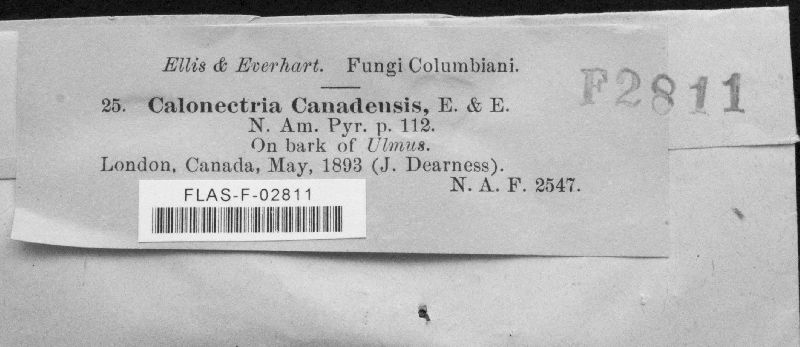 Ellis & Everhart. Fungi Columbiani.
F2811
25. Calonectria Canadensis, E. & E.
N. Am. Pyr. p. 112.
On bark of Ulmus.
London, Canada, May, 1893 (J. Dearness).
N. A. F. 2547.
FLAS-F-02811